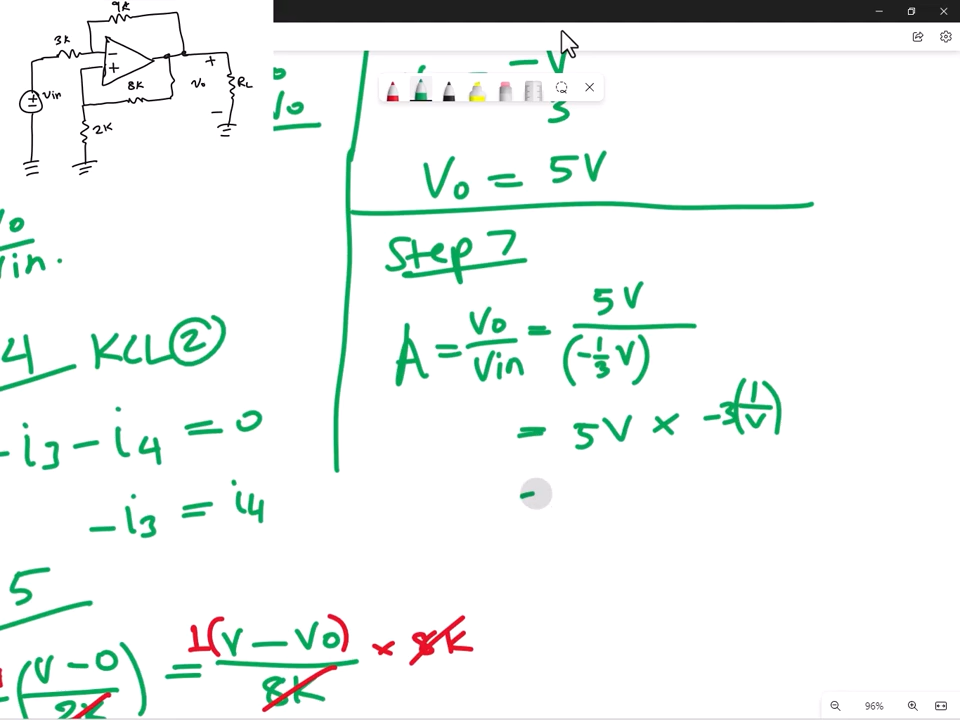 9K
3K
-
+
+
Vin
8K
+
Vo
-
RL
2K
Vo
Vin.
4 KCL②
-i3 - i4 = 0
-i3 = i4
5
(V - 0 / 2K) = 1(V - Vo) / 8K × 8K
Vo = 5V
Step 7
A = Vo/Vin = 5V/(-1/3 V)
= 5V × -3(1/V)
=
96%